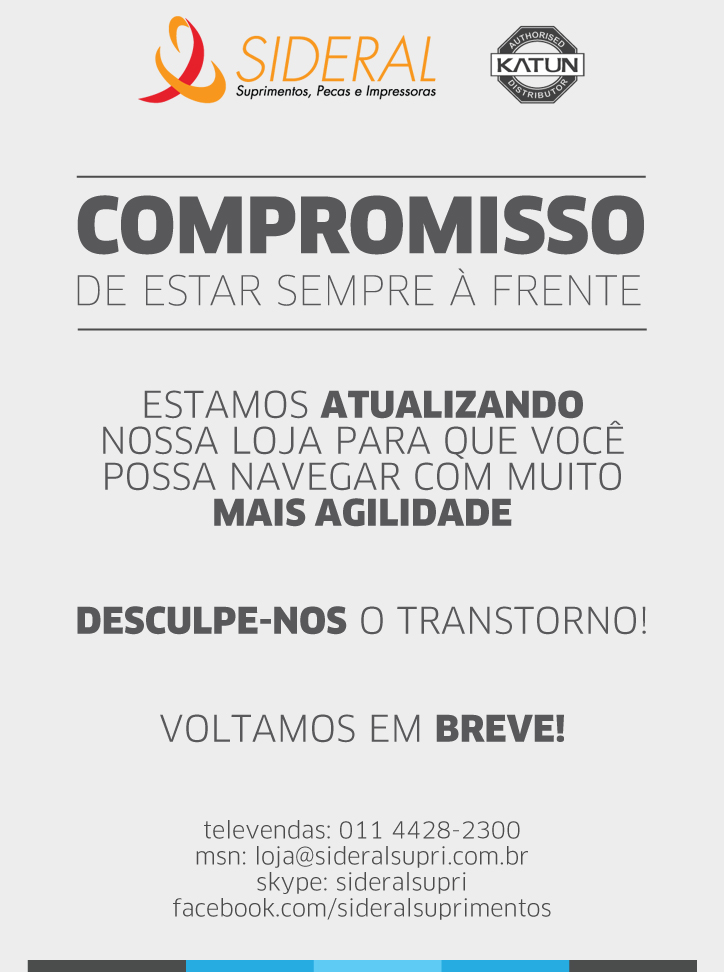 SIDERAL
Suprimentos, Pecas e Impressoras
AUTHORISED
KATUN
DISTRIBUTOR
COMPROMISSO
DE ESTAR SEMPRE À FRENTE
ESTAMOS ATUALIZANDO
NOSSA LOJA PARA QUE VOCÊ
POSSA NAVEGAR COM MUITO
MAIS AGILIDADE
DESCULPE-NOS O TRANSTORNO!
VOLTAMOS EM BREVE!
televendas: 011 4428-2300
msn: loja@sideralsupri.com.br
skype: sideralsupri
facebook.com/sideralsuprimentos